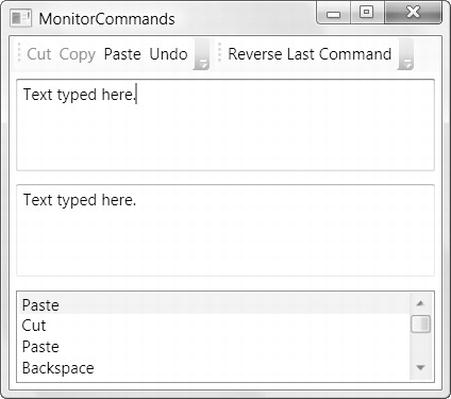 MonitorCommands
Cut Copy Paste Undo Reverse Last Command
Text typed here.
Text typed here.
Paste
Cut
Paste
Backspace